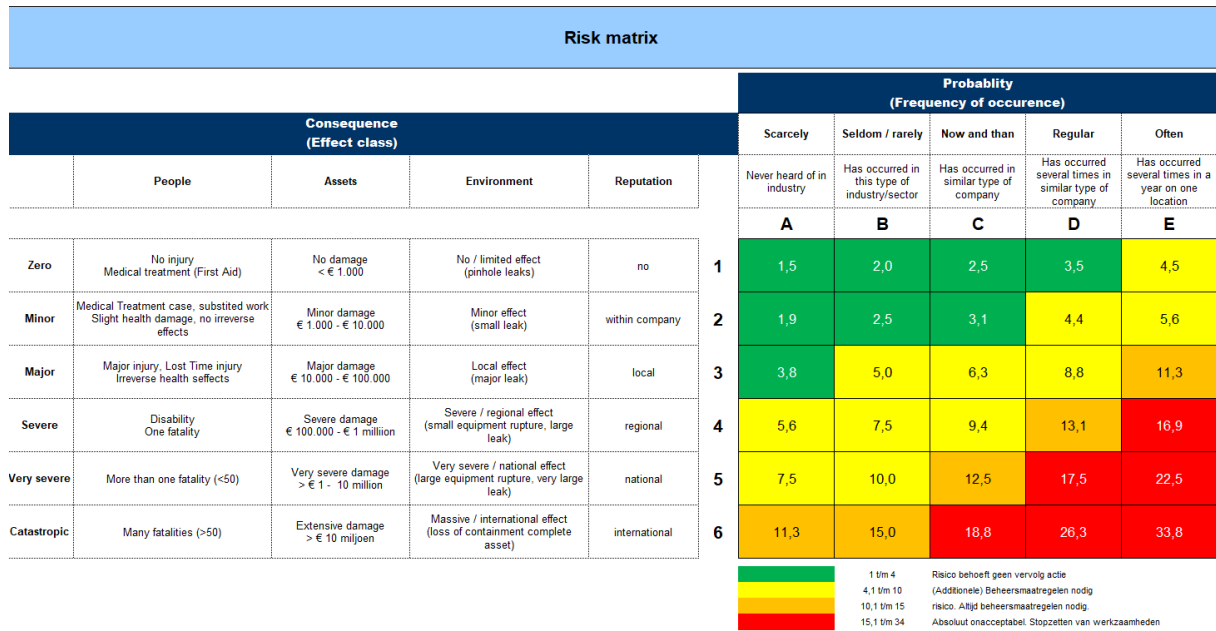 Risk matrix
Probablity
(Frequency of occurence)
Consequence
(Effect class)
Scarcely
Seldom / rarely
Now and than
Regular
Often
People
Assets
Environment
Reputation
Never heard of in
industry
Has occurred in
this type of
industry/sector
Has occurred in
similar type of
company
Has occurred
several times in
similar type of
company
Has occurred
several times in a
year on one
location
A B C D E
Zero
No injury
Medical treatment (First Aid)
No damage
< € 1.000
No / limited effect
(pinhole leaks)
no
1
1,5 2,0 2,5 3,5 4,5
Minor
Medical Treatment case, substited work
Slight health damage, no irreverse
effects
Minor damage
€ 1.000 - € 10.000
Minor effect
(small leak)
within company
2
1,9 2,5 3,1 4,4 5,6
Major
Major injury, Lost Time injury
Irreverse health seffects
Major damage
€ 10.000 - € 100.000
Local effect
(major leak)
local
3
3,8 5,0 6,3 8,8 11,3
Severe
Disability
One fatality
Severe damage
€ 100.000 - € 1 milliion
Severe / regional effect
(small equipment rupture, large
leak)
regional
4
5,6 7,5 9,4 13,1 16,9
Very severe
More than one fatality (<50)
Very severe damage
> € 1 - 10 million
Very severe / national effect
(large equipment rupture, very large
leak)
national
5
7,5 10,0 12,5 17,5 22,5
Catastropic
Many fatalities (>50)
Extensive damage
> € 10 miljoen
Massive / international effect
(loss of containment complete
asset)
international
6
11,3 15,0 18,8 26,3 33,8
1 t/m 4 Risico behoeft geen vervolg actie
4,1 t/m 10 (Additionele) Beheersmaatregelen nodig
10,1 t/m 15 risico. Altijd beheersmaatregelen nodig.
15,1 t/m 34 Absoluut onacceptabel. Stopzetten van werkzaamheden